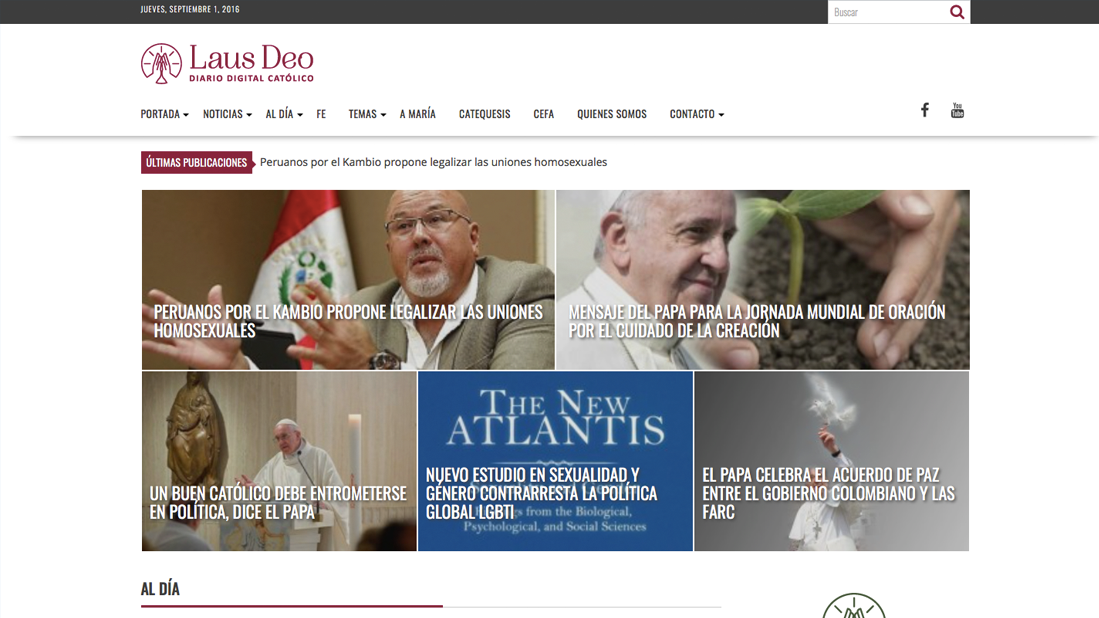 JUEVES, SEPTIEMBRE 1, 2016
Buscar
Laus Deo
DIARIO DIGITAL CATÓLICO
PORTADA NOTICIAS AL DÍA FE TEMAS A MARÍA CATEQUESIS CEFA QUIENES SOMOS CONTACTO
You
Tube
ÚLTIMAS PUBLICACIONES Peruanos por el Kambio propone legalizar las uniones homosexuales
PERUANOS POR EL KAMBIO PROPONE LEGALIZAR LAS UNIONES
HOMOSEXUALES
MENSAJE DEL PAPA PARA LA JORNADA MUNDIAL DE ORACIÓN
POR EL CUIDADO DE LA CREACIÓN
UN BUEN CATÓLICO DEBE ENTROMETERSE
EN POLÍTICA, DICE EL PAPA
THE NEW
ATLANTIS
NUEVO ESTUDIO EN SEXUALIDAD Y
GÉNERO CONTRARRESTA LA POLÍTICA
GLOBAL LGBTI
from the Biological,
Psychological, and Social Sciences
EL PAPA CELEBRA EL ACUERDO DE PAZ
ENTRE EL GOBIERNO COLOMBIANO Y LAS
FARC
AL DÍA